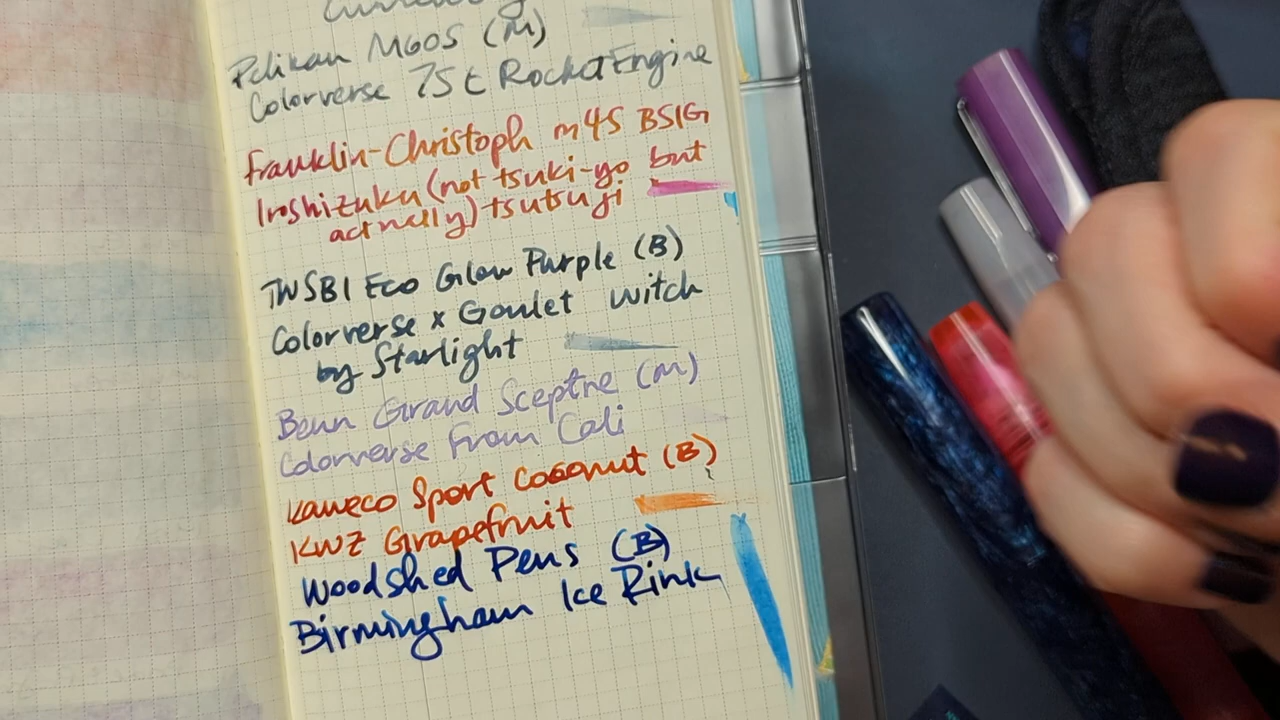 Currently
Pelikan M605 (M)
Colorverse 75t RocketEngine
Franklin-Christoph m45 BSIG
Iroshizuku (not tsuki-yo but
actually) tsutsuji
TWSBI Eco Glow Purple (B)
Colorverse x Goulet Witch
by Starlight
Benu Grand Sceptre (M)
Colorverse From Cali
Kaweco Sport Coconut (B)
KWZ Grapefruit
Woodshed Pens (B)
Birmingham Ice Rink